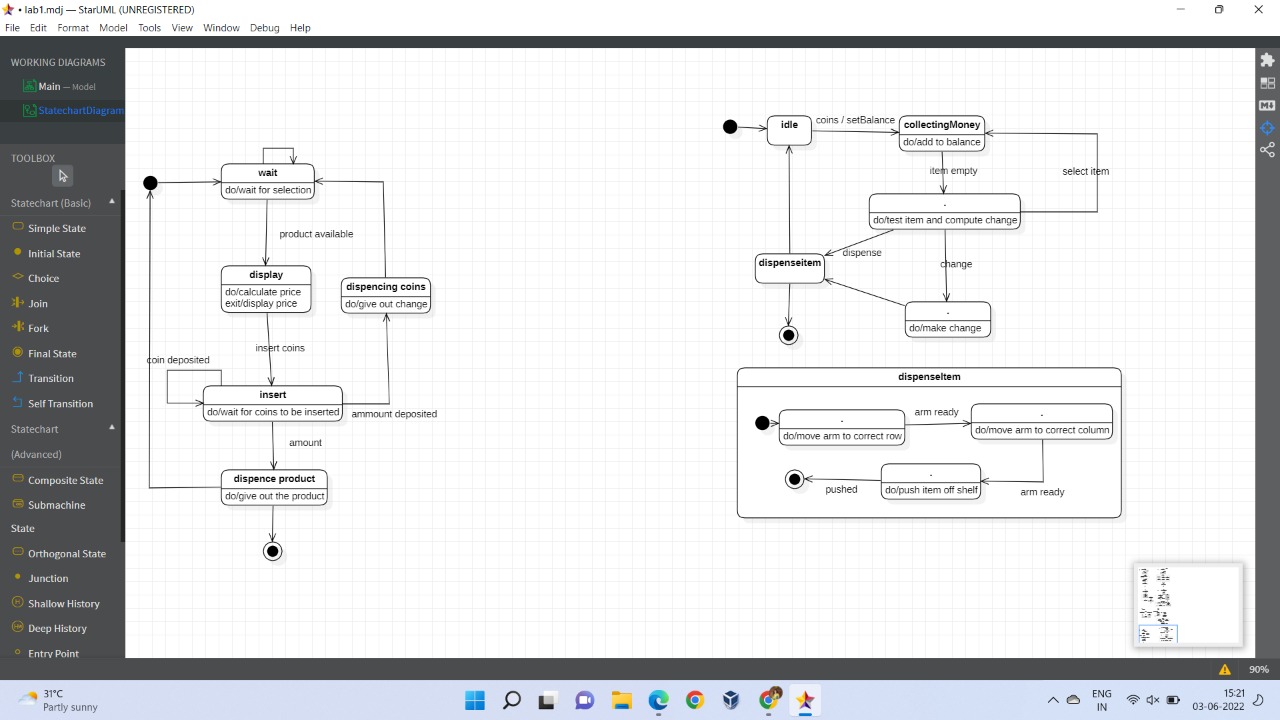 • lab1.mdj — StarUML (UNREGISTERED)
File Edit Format Model Tools View Window Debug Help
WORKING DIAGRAMS
Main — Model
StatechartDiagram
TOOLBOX
Statechart (Basic)
Simple State
Initial State
Choice
Join
Fork
Final State
Transition
Self Transition
Statechart
(Advanced)
Composite State
Submachine
State
Orthogonal State
Junction
Shallow History
Deep History
Entry Point
wait
do/wait for selection
product available
display
do/calculate price
exit/display price
dispencing coins
do/give out change
insert coins
coin deposited
insert
do/wait for coins to be inserted
ammount deposited
amount
dispence product
do/give out the product
idle
coins / setBalance
collectingMoney
do/add to balance
item empty
select item
.
do/test item and compute change
dispense
change
dispenseitem
.
do/make change
dispenseItem
.
do/move arm to correct row
arm ready
.
do/move arm to correct column
.
do/push item off shelf
pushed
arm ready
M↓
90%
31°C
Partly sunny
ENG
IN
15:21
03-06-2022